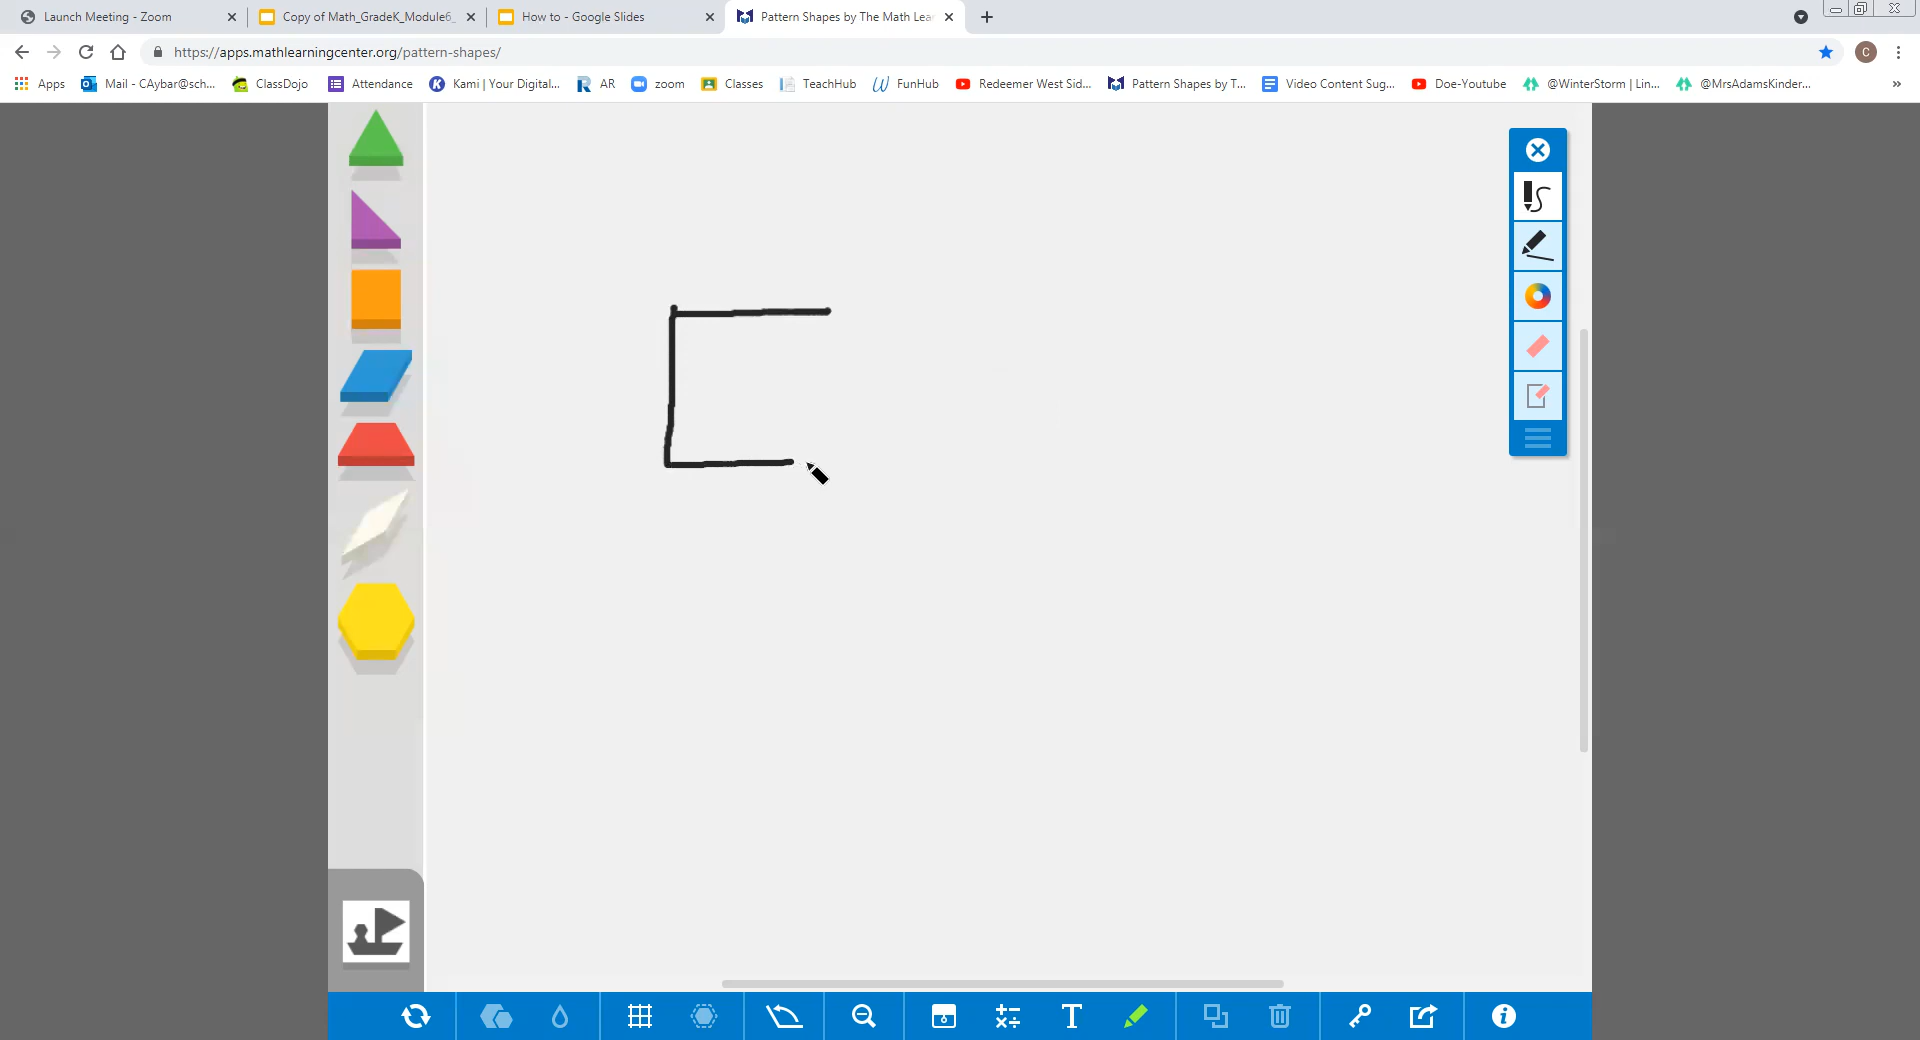 Launch Meeting - Zoom
Copy of Math_GradeK_Module6_
How to - Google Slides
Pattern Shapes by The Math Lear
https://apps.mathlearningcenter.org/pattern-shapes/
C
Apps
Mail - CAybar@sch...
ClassDojo
Attendance
Kami | Your Digital...
AR
zoom
Classes
TeachHub
FunHub
Redeemer West Sid...
Pattern Shapes by T...
Video Content Sug...
Doe-Youtube
@WinterStorm | Lin...
@MrsAdamsKinder...
»
T